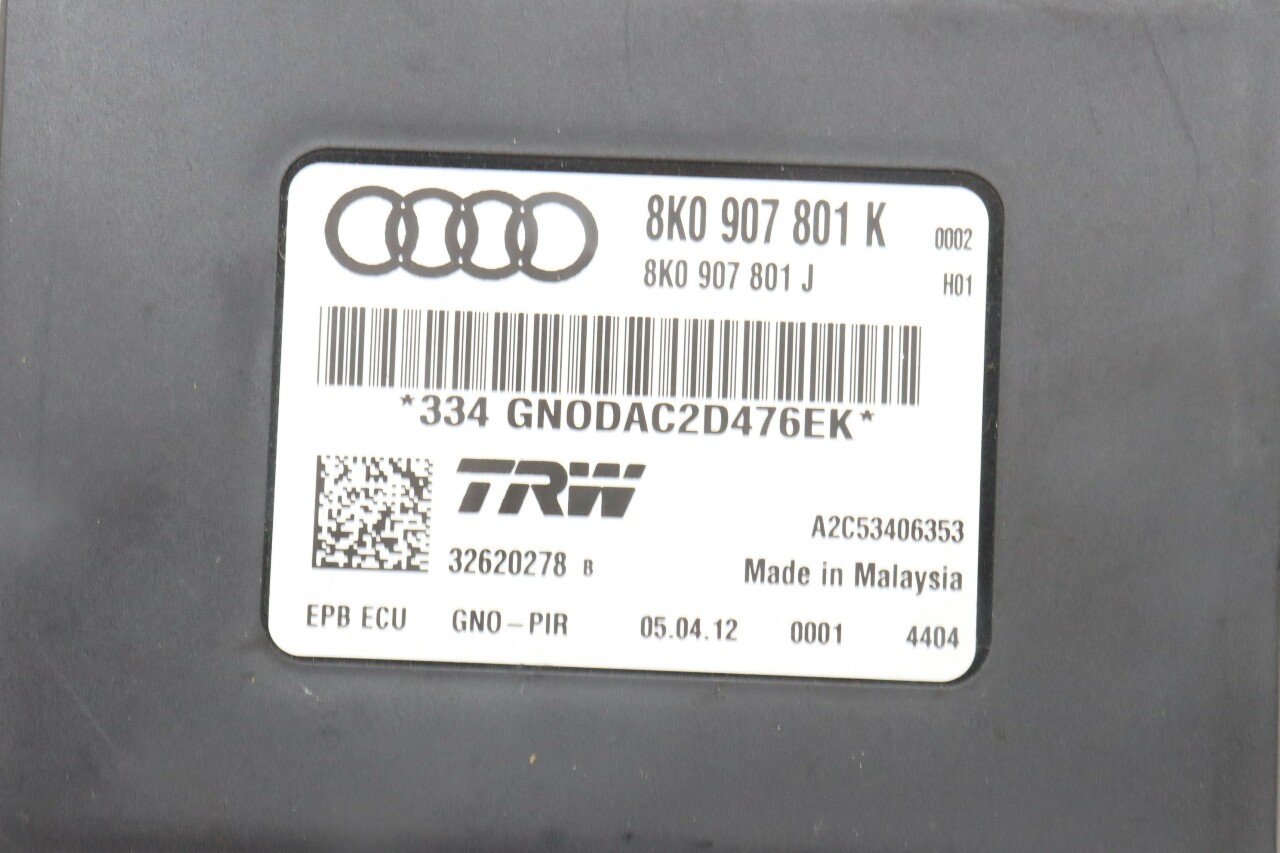 8K0 907 801 K 0002
8K0 907 801 J H01
*334 GNODAC2D476EK*
TRW
A2C53406353
32620278 B
Made in Malaysia
EPB ECU GNO-PIR 05.04.12 0001 4404